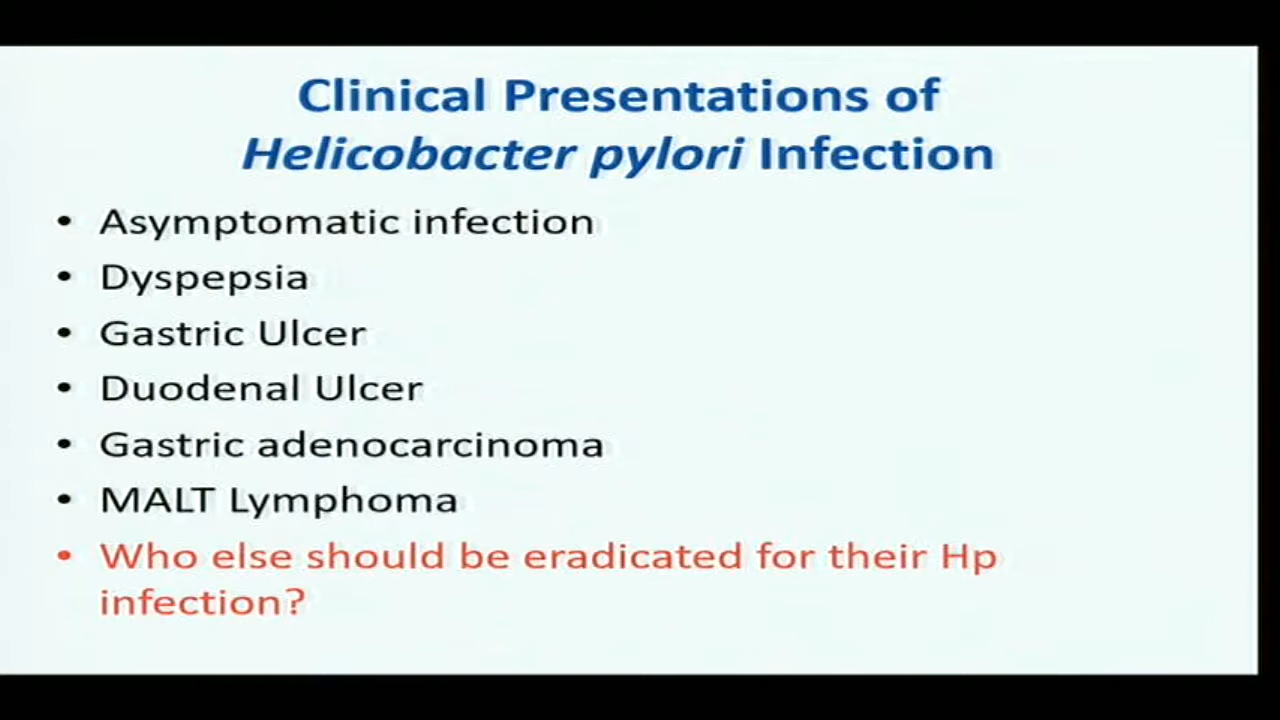 Clinical Presentations of
Helicobacter pylori Infection
• Asymptomatic infection
• Dyspepsia
• Gastric Ulcer
• Duodenal Ulcer
• Gastric adenocarcinoma
• MALT Lymphoma
• Who else should be eradicated for their Hp
infection?